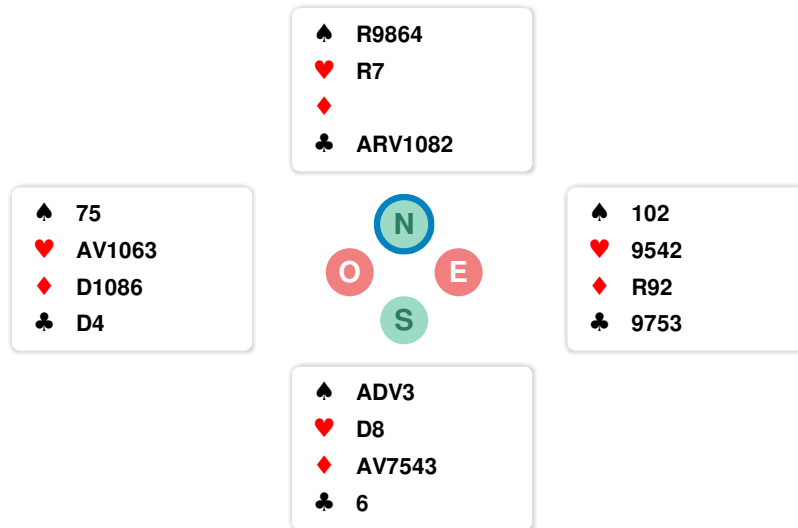 ♠ R9864
♥ R7
♦
♣ ARV1082
♠ 75
♥ AV1063
♦ D1086
♣ D4
N
O E
S
♠ 102
♥ 9542
♦ R92
♣ 9753
♠ ADV3
♥ D8
♦ AV7543
♣ 6